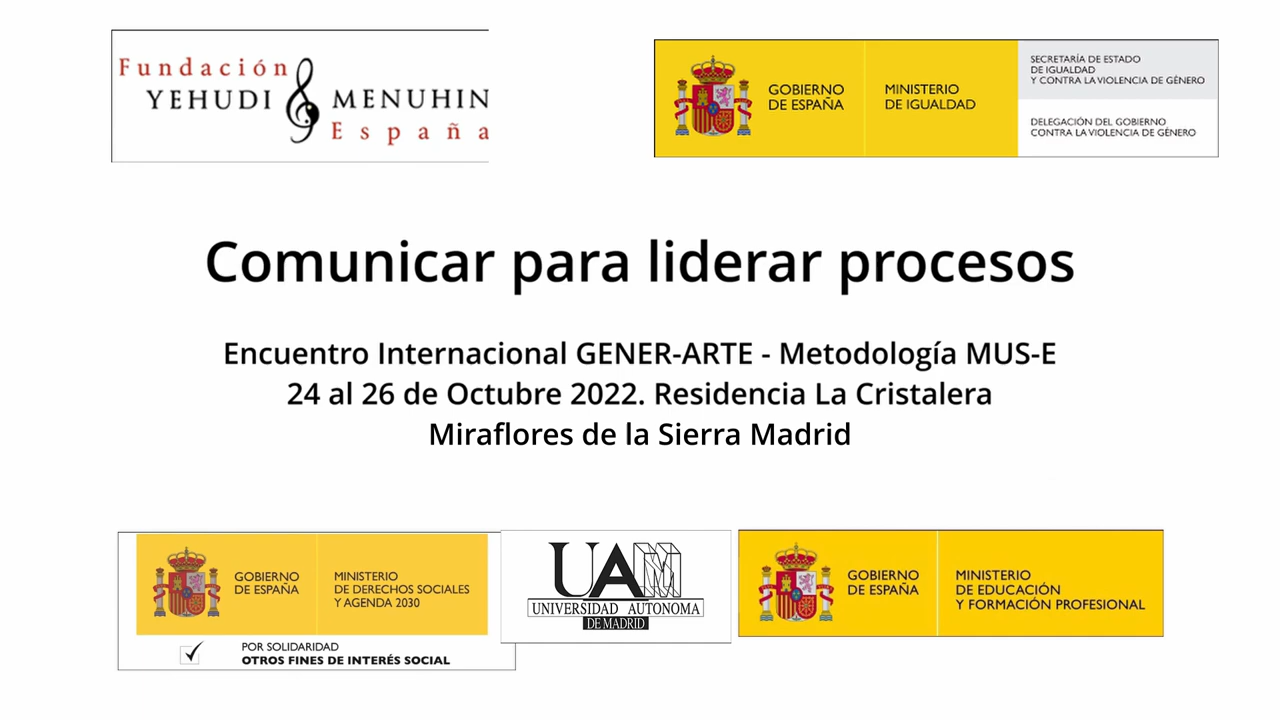 Fundación
YEHUDI MENUHIN
España
GOBIERNO
DE ESPAÑA
MINISTERIO
DE IGUALDAD
SECRETARÍA DE ESTADO
DE IGUALDAD
Y CONTRA LA VIOLENCIA DE GÉNERO
DELEGACIÓN DEL GOBIERNO
CONTRA LA VIOLENCIA DE GÉNERO
Comunicar para liderar procesos
Encuentro Internacional GENER-ARTE - Metodología MUS-E
24 al 26 de Octubre 2022. Residencia La Cristalera
Miraflores de la Sierra Madrid
GOBIERNO
DE ESPAÑA
MINISTERIO
DE DERECHOS SOCIALES
Y AGENDA 2030
POR SOLIDARIDAD
OTROS FINES DE INTERÉS SOCIAL
UAM
UNIVERSIDAD AUTONOMA
DE MADRID
GOBIERNO
DE ESPAÑA
MINISTERIO
DE EDUCACIÓN
Y FORMACIÓN PROFESIONAL